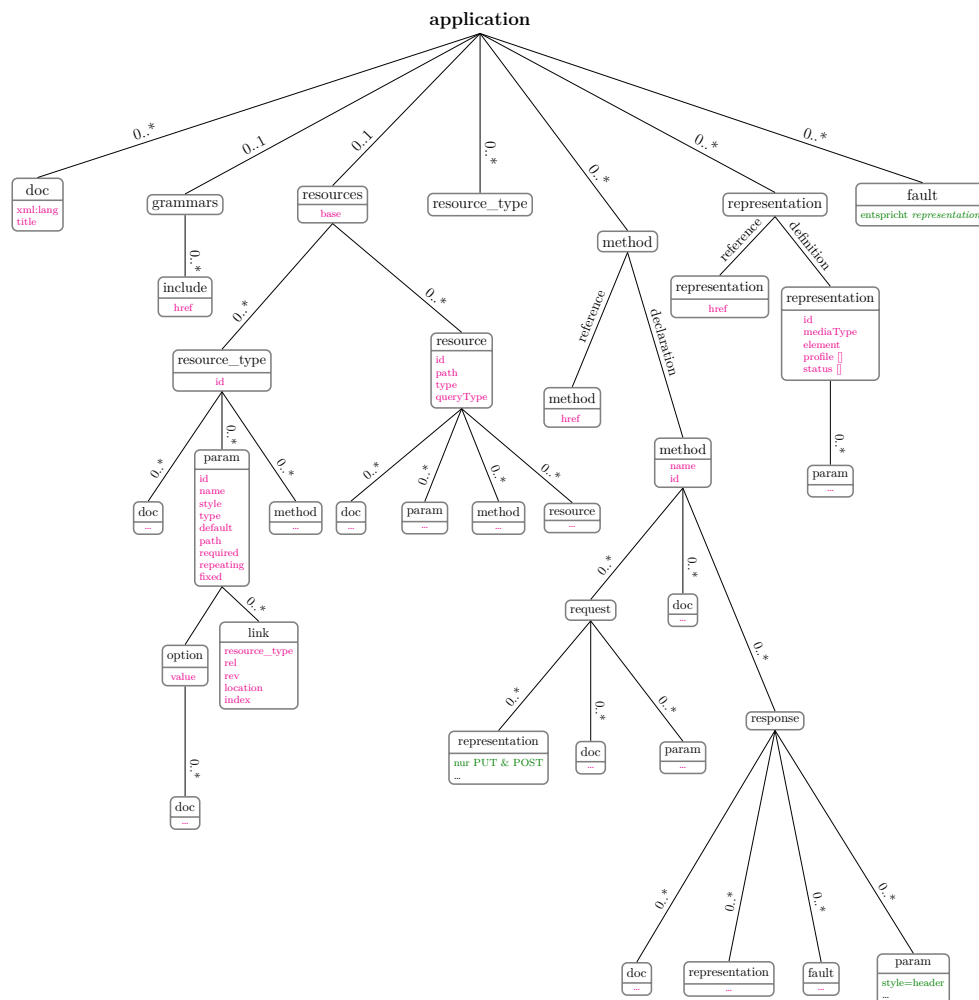 application
0..*
0..1
0..1
0..*
0..*
0..*
0..*
doc
xml:lang
title
grammars
resources
base
resource_type
method
representation
fault
entspricht representation
0..*
include
href
0..*
0..*
reference
declaration
reference
definition
representation
href
representation
id
mediaType
element
profile []
status []
resource_type
id
resource
id
path
type
queryType
method
href
method
name
id
0..*
param
...
0..*
0..*
0..*
doc
...
param
id
name
style
type
default
path
required
repeating
fixed
method
...
0..*
0..*
0..*
0..*
doc
...
param
...
method
...
resource
...
0..*
0..*
0..*
request
doc
...
response
0..*
option
value
link
resource_type
rel
rev
location
index
0..*
doc
...
0..*
0..*
0..*
representation
nur PUT & POST
...
doc
...
param
...
0..*
0..*
0..*
0..*
doc
...
representation
...
fault
...
param
style=header
...